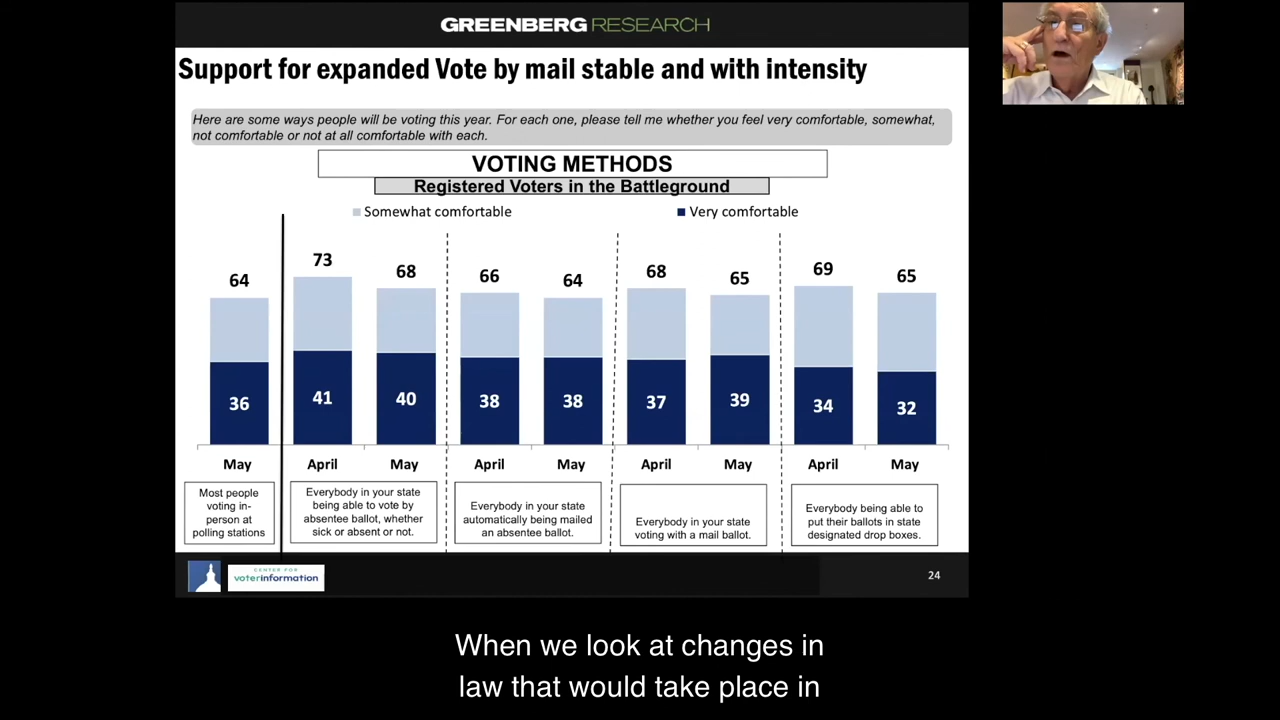 GREENBERG RESEARCH
Support for expanded Vote by mail stable and with intensity
Here are some ways people will be voting this year. For each one, please tell me whether you feel very comfortable, somewhat,
not comfortable or not at all comfortable with each.
VOTING METHODS
Registered Voters in the Battleground
Somewhat comfortable
Very comfortable
64
73
68
66
64
68
65
69
65
36
41
40
38
38
37
39
34
32
May
April
May
April
May
April
May
April
May
Most people
voting in-
person at
polling stations
Everybody in your state
being able to vote by
absentee ballot, whether
sick or absent or not.
Everybody in your state
automatically being mailed
an absentee ballot.
Everybody in your state
voting with a mail ballot.
Everybody being able to
put their ballots in state
designated drop boxes.
CENTER FOR
voterinformation
24
When we look at changes in
law that would take place in